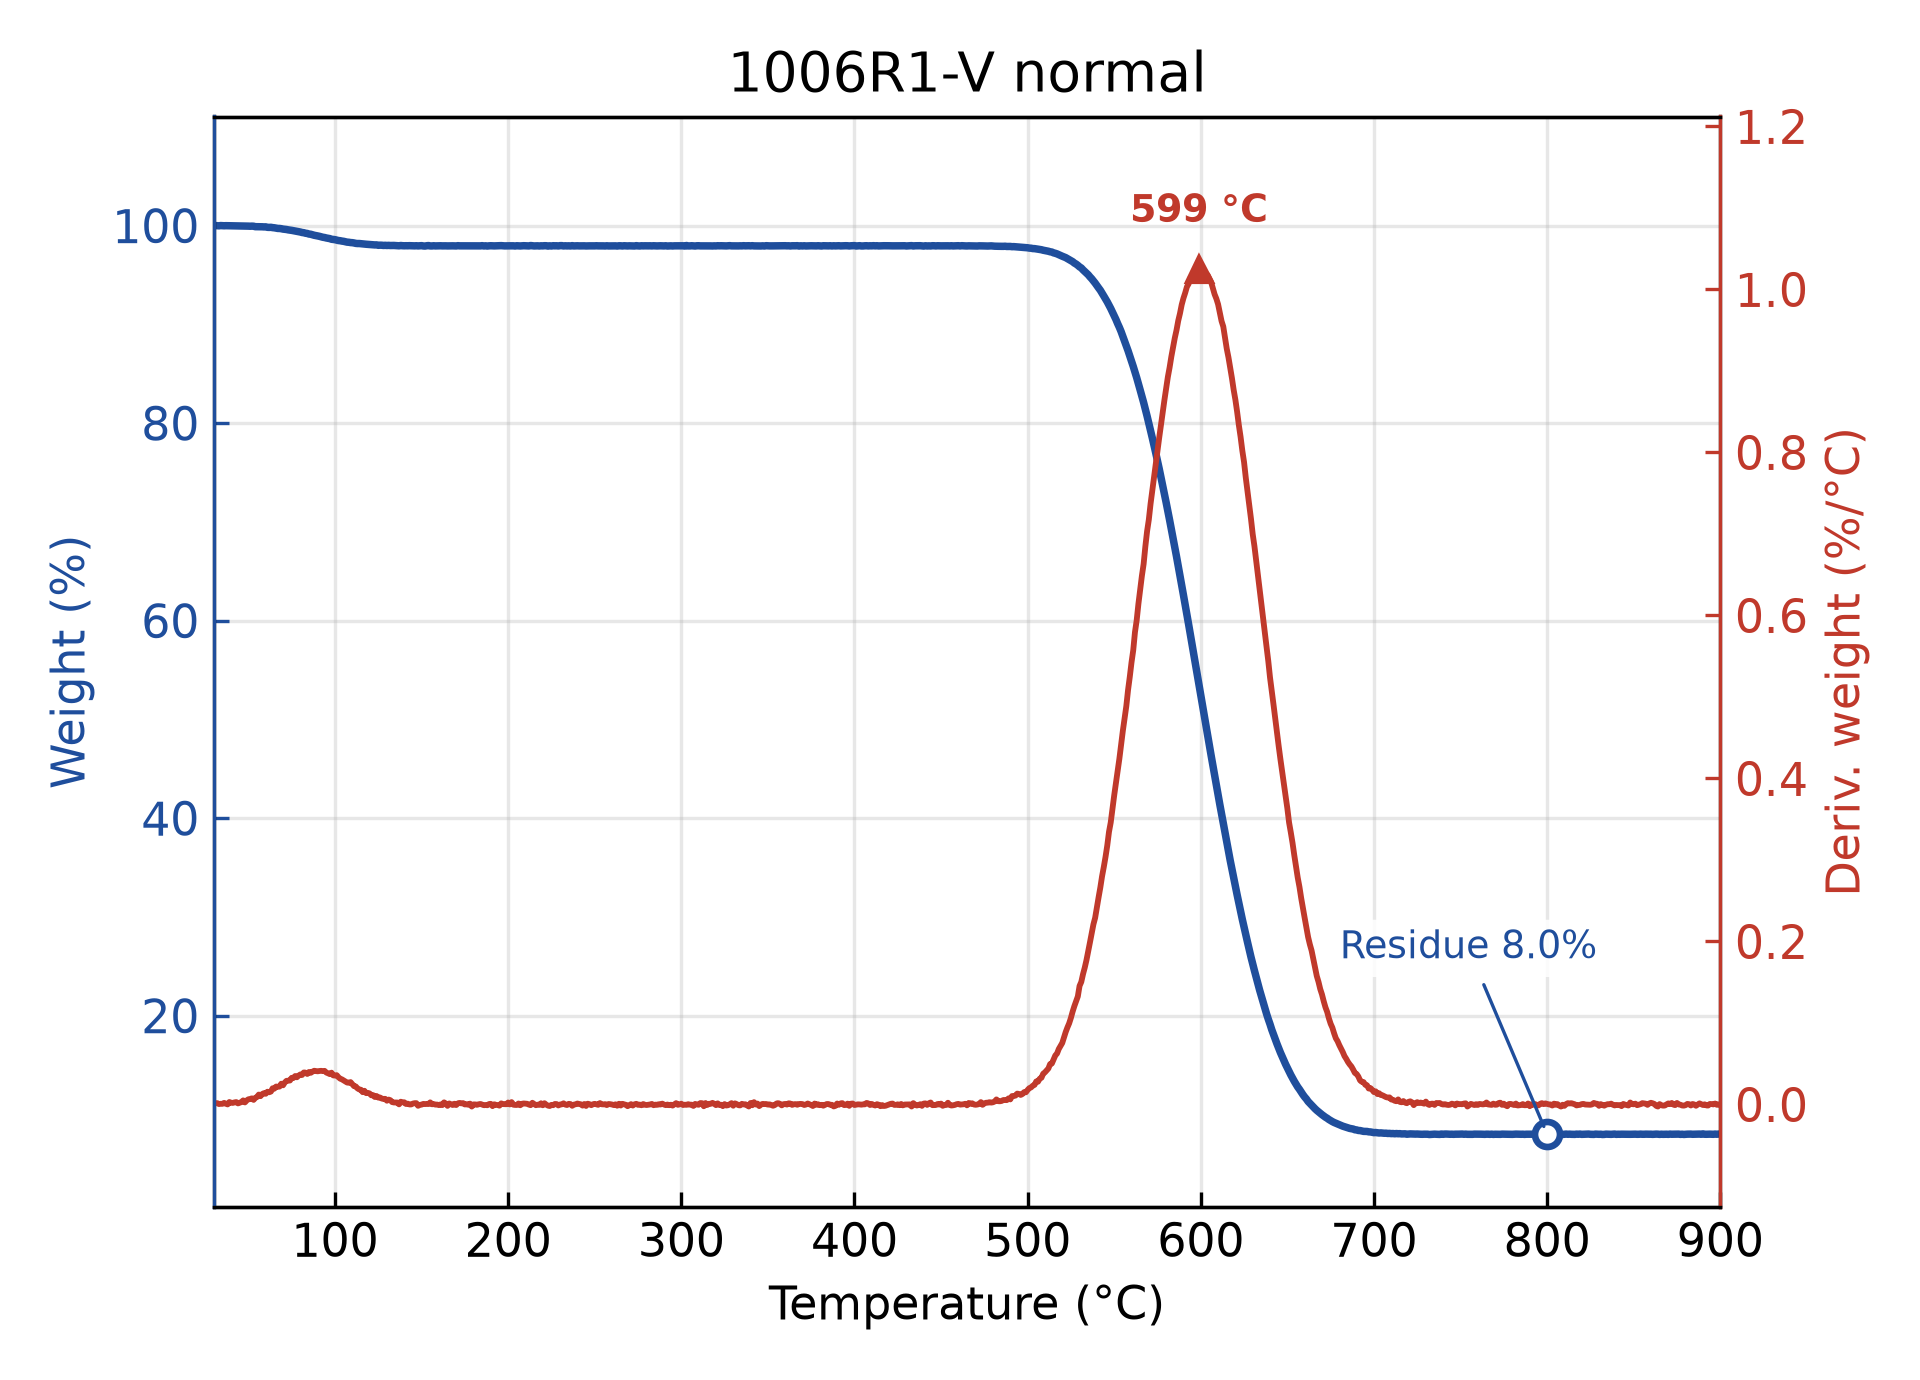 1006R1-V normal
599 °C
Residue 8.0%
Weight (%)
100
80
60
40
20
Deriv. weight (%/°C)
1.2
1.0
0.8
0.6
0.4
0.2
0.0
100 200 300 400 500 600 700 800 900
Temperature (°C)